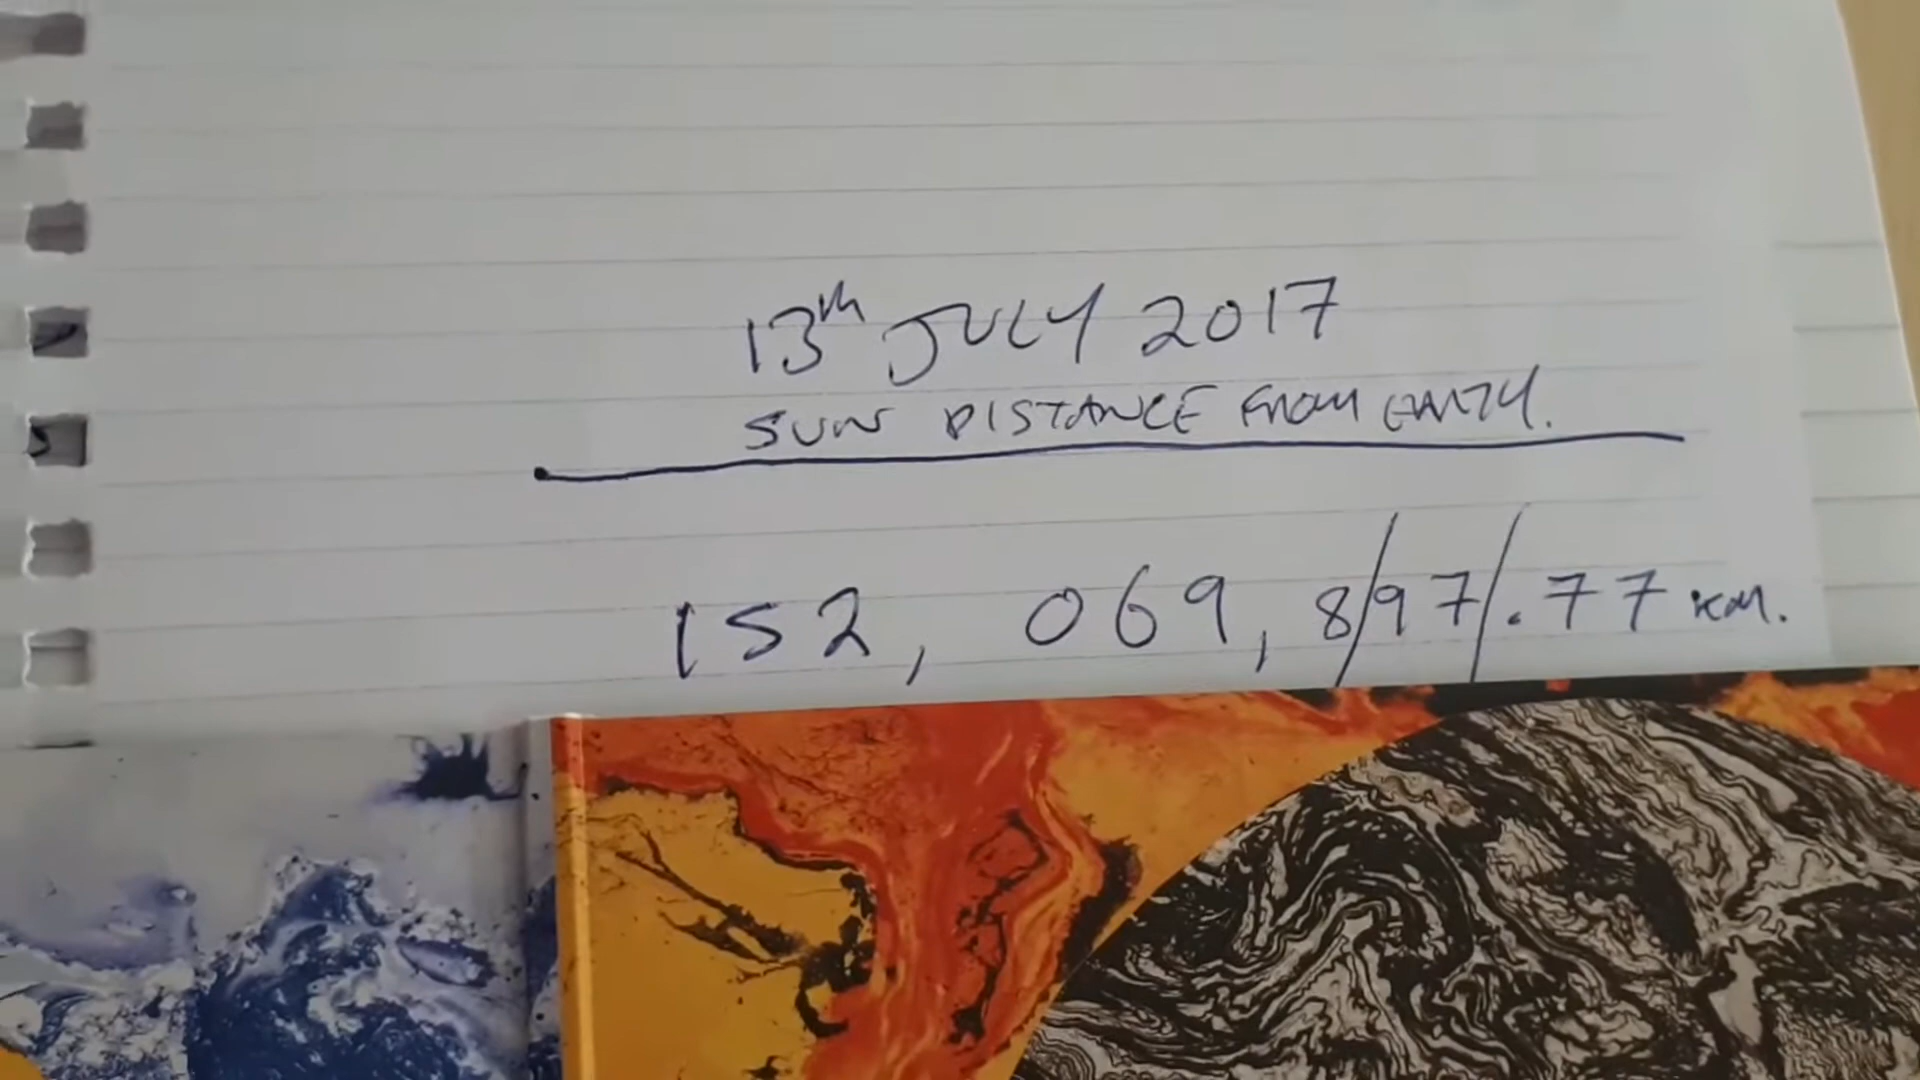 13th JULY 2017
SUN DISTANCE FROM EARTH.
152, 069, 8/97/.77 KM.